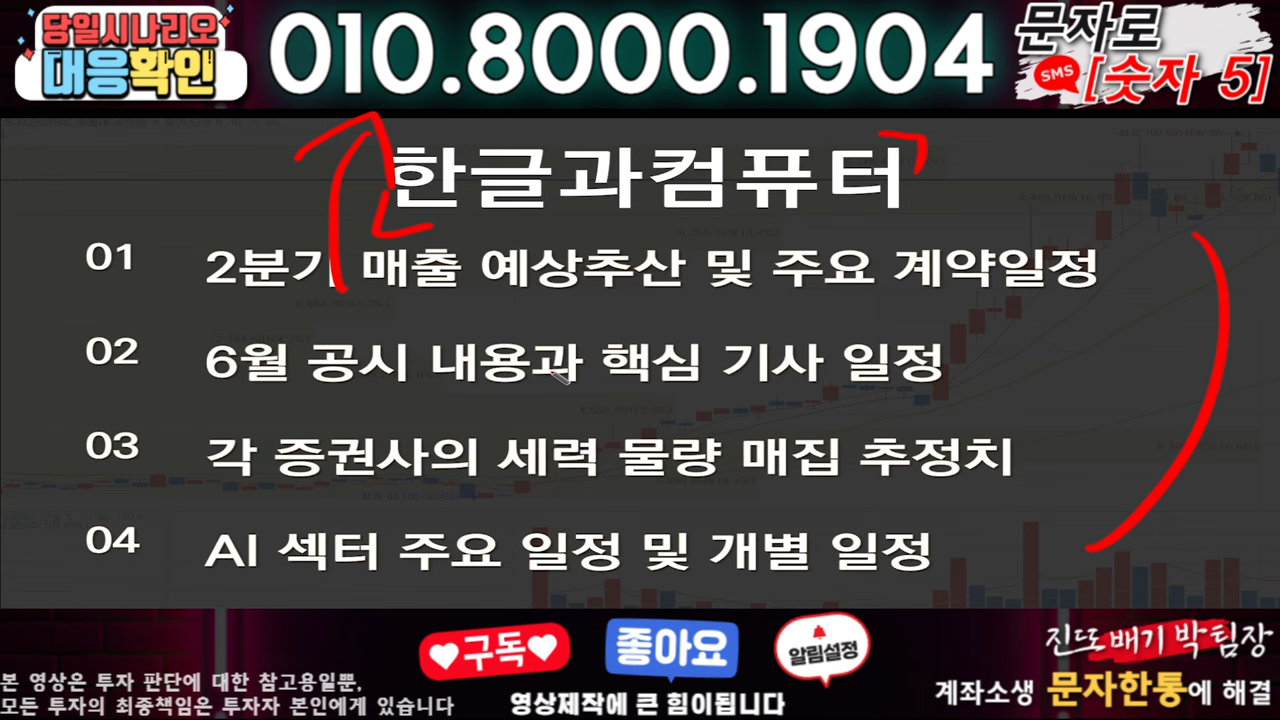 당일시나리오
대응확인
010.8000.1904
문자로
SMS [숫자 5]
한글과컴퓨터
01 2분기 매출 예상추산 및 주요 계약일정
02 6월 공시 내용과 핵심 기사 일정
03 각 증권사의 세력 물량 매집 추정치
04 AI 섹터 주요 일정 및 개별 일정
구독
좋아요
알림설정
영상제작에 큰 힘이됩니다
본 영상은 투자 판단에 대한 참고용일뿐,
모든 투자의 최종책임은 투자자 본인에게 있습니다
진또배기 박팀장
계좌소생 문자한통에 해결